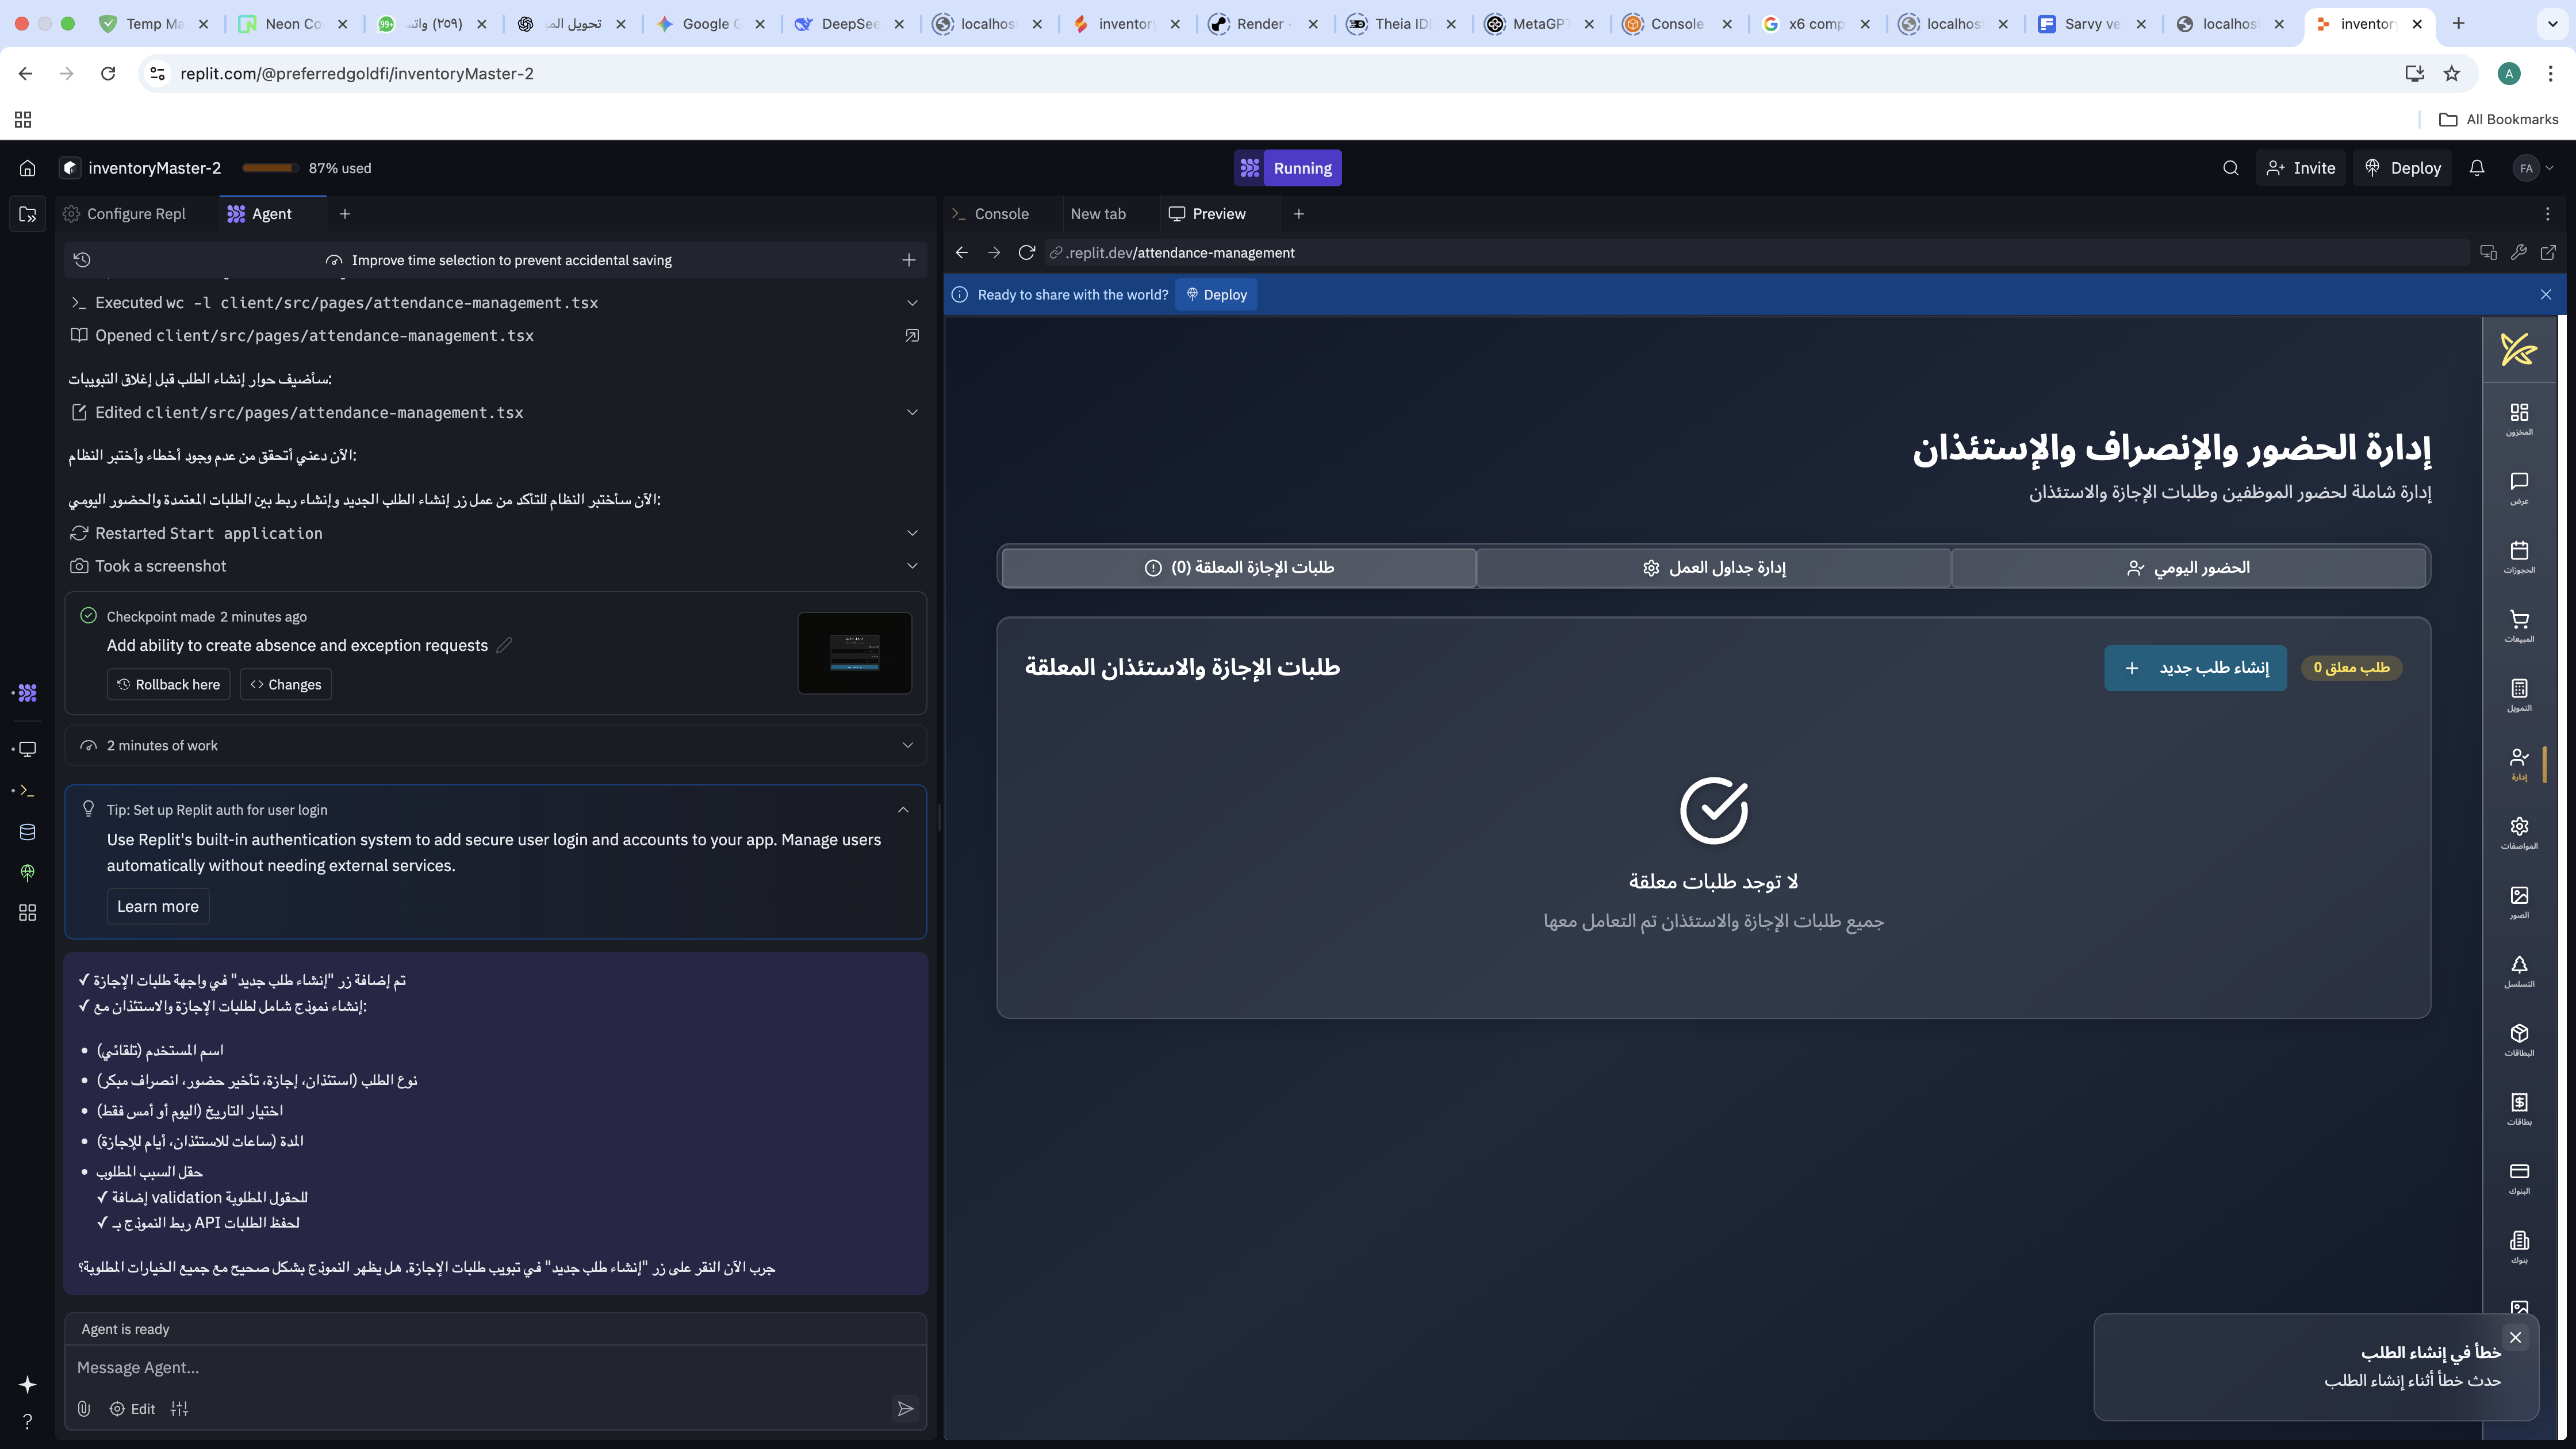 Temp Ma
Neon Co
(٢٥٩) واتس
تحويل الم
Google G
DeepSee
localhos
inventory
Render -
Theia ID
MetaGPT
Console
x6 comp
localhos
Sarvy ve
localhos
inventory
replit.com/@preferredgoldfi/inventoryMaster-2
A
All Bookmarks
inventoryMaster-2
87% used
Running
Invite
Deploy
FA
Configure Repl
Agent
Console
New tab
Preview
Improve time selection to prevent accidental saving
.replit.dev/attendance-management
Executed wc -l client/src/pages/attendance-management.tsx
Opened client/src/pages/attendance-management.tsx
سأضيف حوار إنشاء الطلب قبل إغلاق التبويبات:
Edited client/src/pages/attendance-management.tsx
الآن دعني أتحقق من عدم وجود أخطاء وأختبر النظام:
الآن سأختبر النظام للتأكد من عمل زر إنشاء الطلب الجديد وإنشاء ربط بين الطلبات المعتمدة والحضور اليومي:
Restarted Start application
Took a screenshot
Checkpoint made 2 minutes ago
Add ability to create absence and exception requests
Rollback here
Changes
2 minutes of work
Tip: Set up Replit auth for user login
Use Replit's built-in authentication system to add secure user login and accounts to your app. Manage users
automatically without needing external services.
Learn more
✓ تم إضافة زر "إنشاء طلب جديد" في واجهة طلبات الإجازة
✓ إنشاء نموذج شامل لطلبات الإجازة والاستئذان مع:
• اسم المستخدم (تلقائي)
• نوع الطلب (استئذان، إجازة، تأخير حضور، انصراف مبكر)
• اختيار التاريخ (اليوم أو أمس فقط)
• المدة (ساعات للاستئذان، أيام للإجازة)
• حقل السبب المطلوب
✓ إضافة validation للحقول المطلوبة
✓ ربط النموذج بـ API لحفظ الطلبات
جرب الآن النقر على زر "إنشاء طلب جديد" في تبويب طلبات الإجازة. هل يظهر النموذج بشكل صحيح مع جميع الخيارات المطلوبة؟
Agent is ready
Message Agent...
Edit
Ready to share with the world?
Deploy
إدارة الحضور والإنصراف والإستئذان
إدارة شاملة لحضور الموظفين وطلبات الإجازة والاستئذان
الحضور اليومي
إدارة جداول العمل
طلبات الإجازة المعلقة (0)
طلب معلق 0
إنشاء طلب جديد
طلبات الإجازة والاستئذان المعلقة
لا توجد طلبات معلقة
جميع طلبات الإجازة والاستئذان تم التعامل معها
المخزون
عرض
الحجوزات
المبيعات
التمويل
إدارة
المواصفات
الصور
التسلسل
البطاقات
بطاقات
البنوك
بنوك
خطأ في إنشاء الطلب
حدث خطأ أثناء إنشاء الطلب